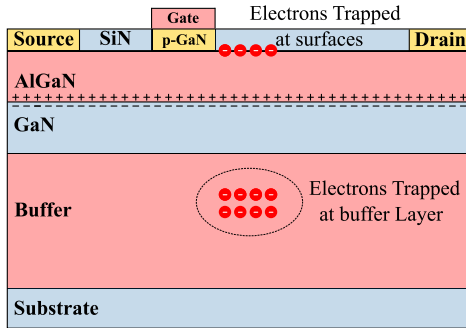 Gate
Electrons Trapped
Source SiN p-GaN at surfaces Drain
AlGaN
GaN
Electrons Trapped
Buffer at buffer Layer
Substrate